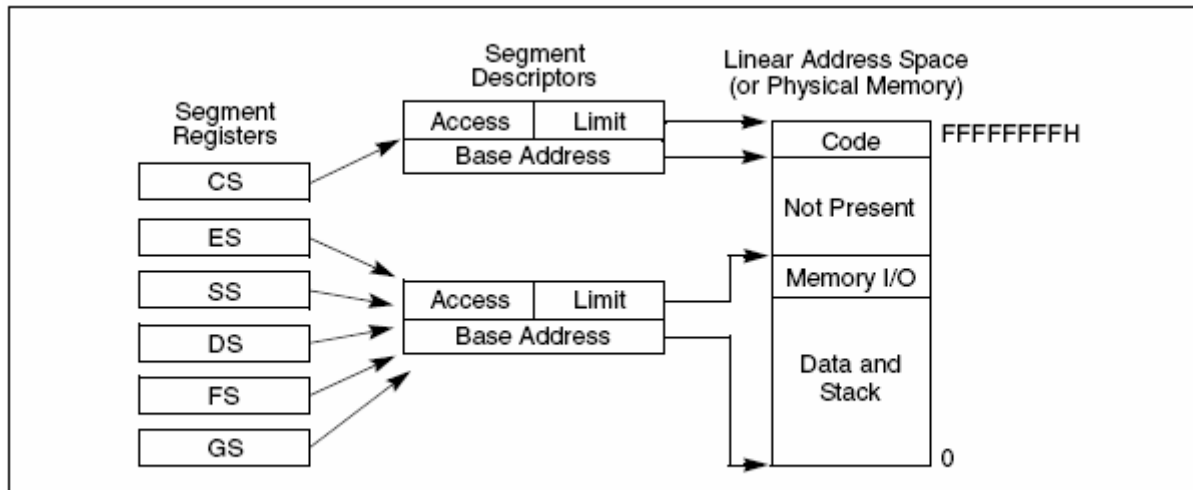 Segment
Registers
CS
ES
SS
DS
FS
GS
Segment
Descriptors
Access
Limit
Base Address
Access
Limit
Base Address
Linear Address Space
(or Physical Memory)
Code
FFFFFFFFH
Not Present
Memory I/O
Data and
Stack
0